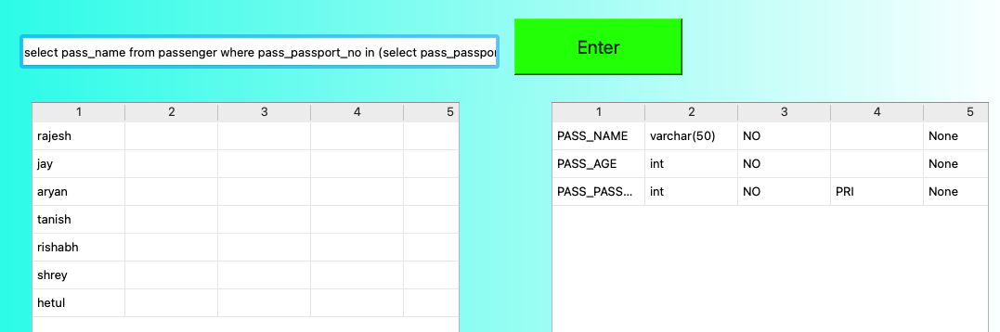 select pass_name from passenger where pass_passport_no in (select pass_passpor
Enter
1 2 3 4 5
rajesh
jay
aryan
tanish
rishabh
shrey
hetul
1 2 3 4 5
PASS_NAME varchar(50) NO None
PASS_AGE int NO None
PASS_PASS... int NO PRI None